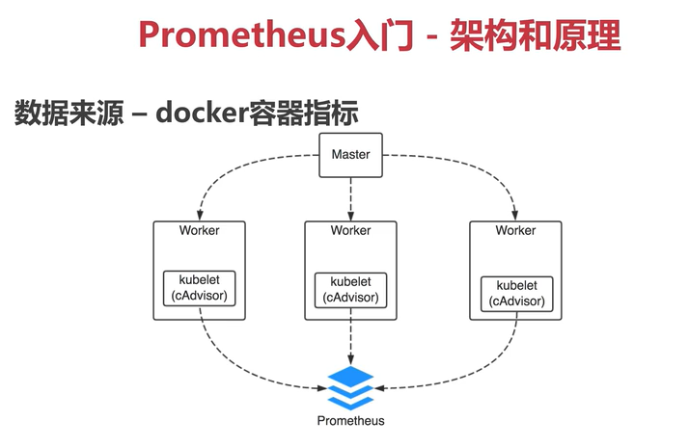 Prometheus入门 - 架构和原理
数据来源 – docker容器指标
Master
Worker
Worker
Worker
kubelet
(cAdvisor)
kubelet
(cAdvisor)
kubelet
(cAdvisor)
Prometheus